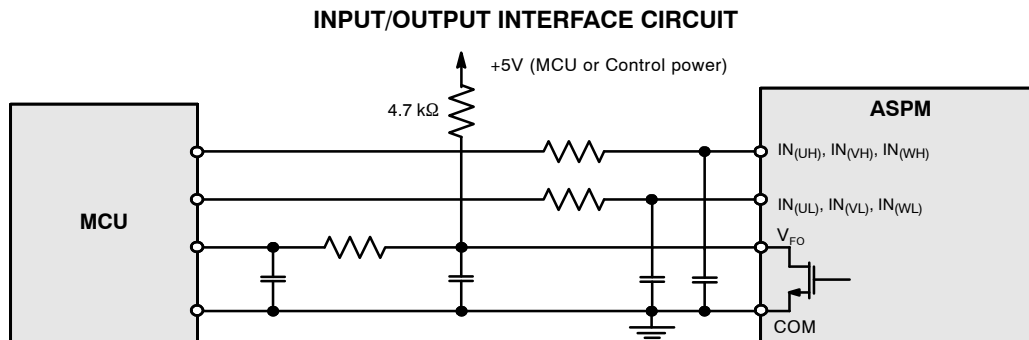 INPUT/OUTPUT INTERFACE CIRCUIT
+5V (MCU or Control power)
4.7 kΩ
ASPM
IN(UH), IN(VH), IN(WH)
IN(UL), IN(VL), IN(WL)
MCU
VFO
COM